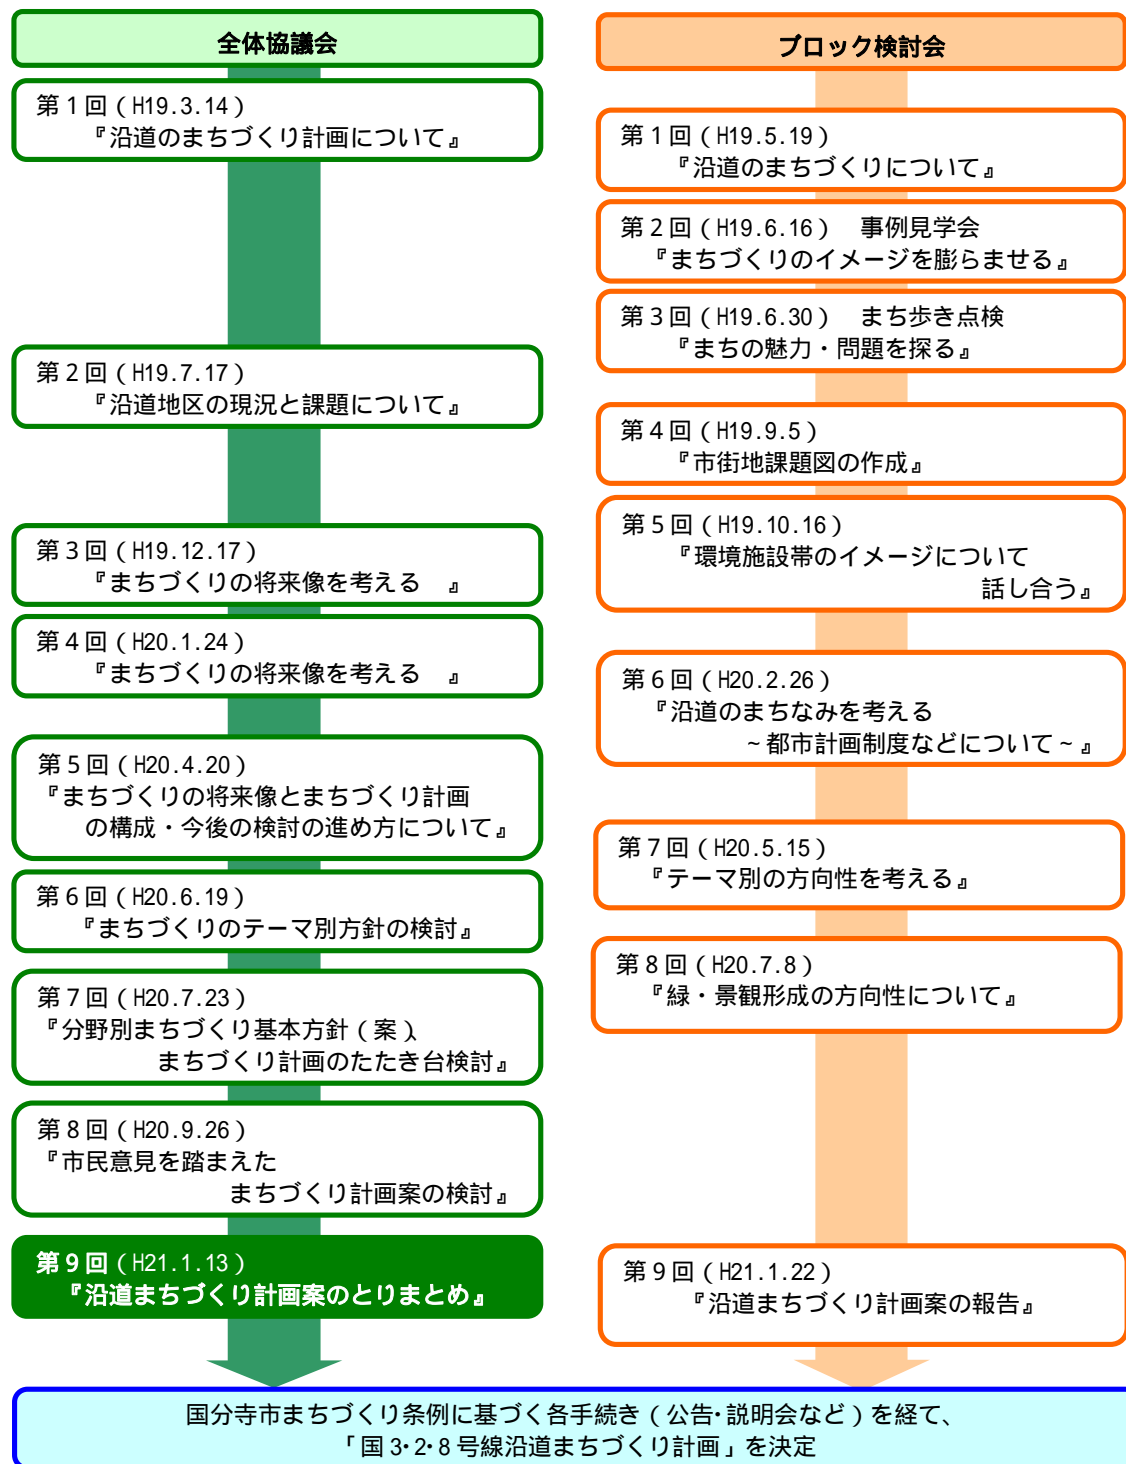 全体協議会
第1回(H19.3.14)
『沿道のまちづくり計画について』
第2回(H19.7.17)
『沿道地区の現況と課題について』
第3回(H19.12.17)
『まちづくりの将来像を考える 』
第4回(H20.1.24)
『まちづくりの将来像を考える 』
第5回(H20.4.20)
『まちづくりの将来像とまちづくり計画
の構成・今後の検討の進め方について』
第6回(H20.6.19)
『まちづくりのテーマ別方針の検討』
第7回(H20.7.23)
『分野別まちづくり基本方針(案)、
まちづくり計画のたたき台検討』
第8回(H20.9.26)
『市民意見を踏まえた
まちづくり計画案の検討』
第9回(H21.1.13)
『沿道まちづくり計画案のとりまとめ』
ブロック検討会
第1回(H19.5.19)
『沿道のまちづくりについて』
第2回(H19.6.16) 事例見学会
『まちづくりのイメージを膨らませる』
第3回(H19.6.30) まち歩き点検
『まちの魅力・問題を探る』
第4回(H19.9.5)
『市街地課題図の作成』
第5回(H19.10.16)
『環境施設帯のイメージについて
話し合う』
第6回(H20.2.26)
『沿道のまちなみを考える
~都市計画制度などについて~』
第7回(H20.5.15)
『テーマ別の方向性を考える』
第8回(H20.7.8)
『緑・景観形成の方向性について』
第9回(H21.1.22)
『沿道まちづくり計画案の報告』
国分寺市まちづくり条例に基づく各手続き(公告・説明会など)を経て、
「国3・2・8号線沿道まちづくり計画」を決定